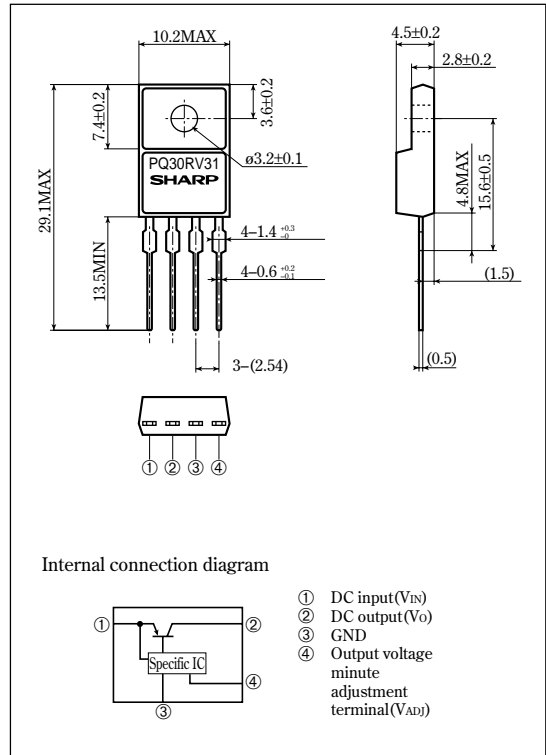 10.2MAX
4.5±0.2
2.8±0.2
7.4±0.2
3.6±0.2
29.1MAX
PQ30RV31
SHARP
ø3.2±0.1
4.8MAX
15.6±0.5
13.5MIN
4–1.4 +0.3 –0
4–0.6 +0.2 –0.1
(1.5)
3–(2.54)
(0.5)
① ② ③ ④
Internal connection diagram
① ②
Specific IC
④
③
① DC input(VIN)
② DC output(VO)
③ GND
④ Output voltage
minute
adjustment
terminal(VADJ)